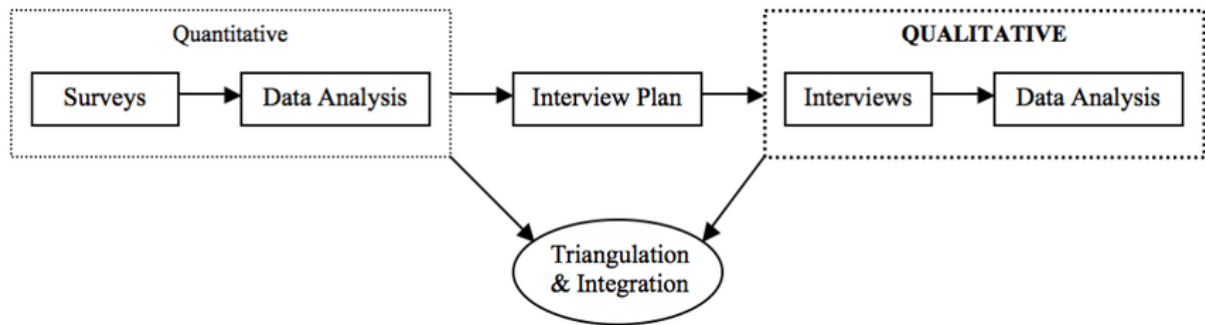 Quantitative
QUALITATIVE
Surveys
Data Analysis
Interview Plan
Interviews
Data Analysis
Triangulation
& Integration